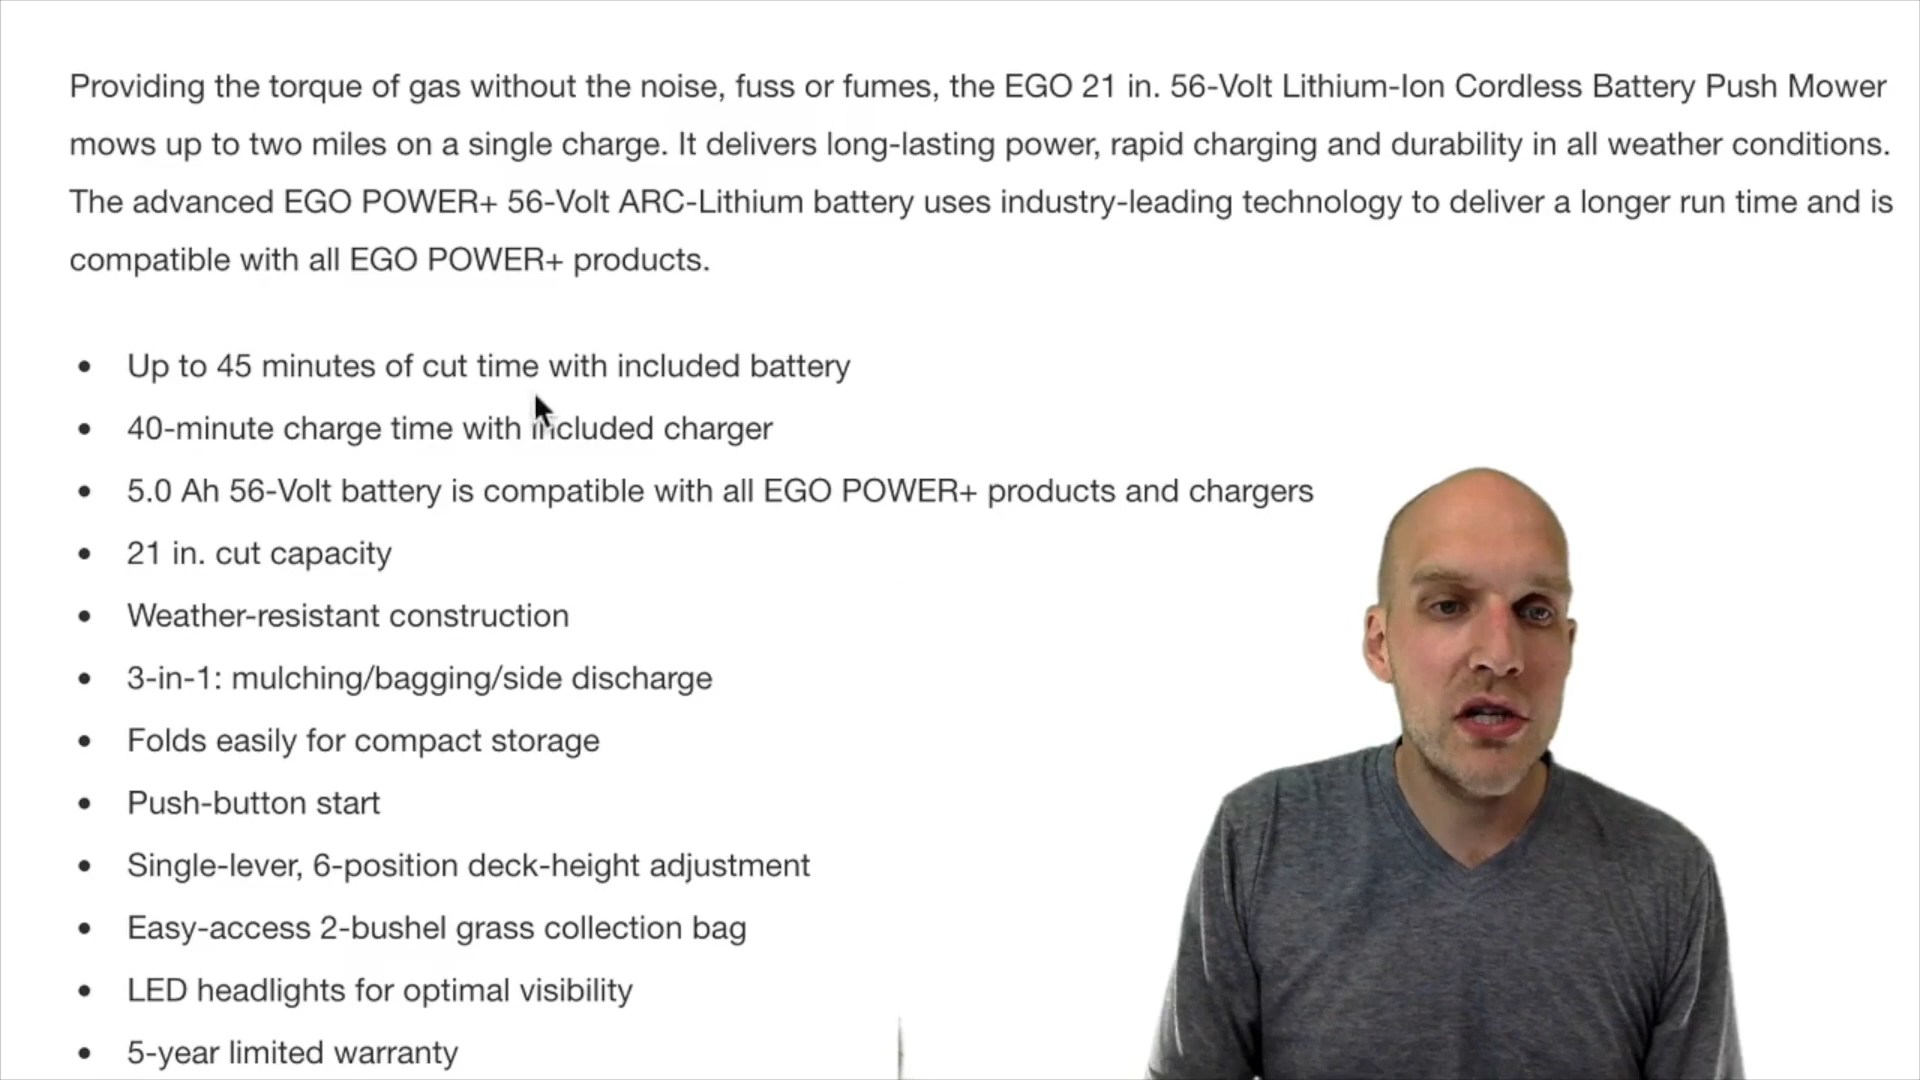 Providing the torque of gas without the noise, fuss or fumes, the EGO 21 in. 56-Volt Lithium-Ion Cordless Battery Push Mower
mows up to two miles on a single charge. It delivers long-lasting power, rapid charging and durability in all weather conditions.
The advanced EGO POWER+ 56-Volt ARC-Lithium battery uses industry-leading technology to deliver a longer run time and is
compatible with all EGO POWER+ products.
• Up to 45 minutes of cut time with included battery
• 40-minute charge time with included charger
• 5.0 Ah 56-Volt battery is compatible with all EGO POWER+ products and chargers
• 21 in. cut capacity
• Weather-resistant construction
• 3-in-1: mulching/bagging/side discharge
• Folds easily for compact storage
• Push-button start
• Single-lever, 6-position deck-height adjustment
• Easy-access 2-bushel grass collection bag
• LED headlights for optimal visibility
• 5-year limited warranty